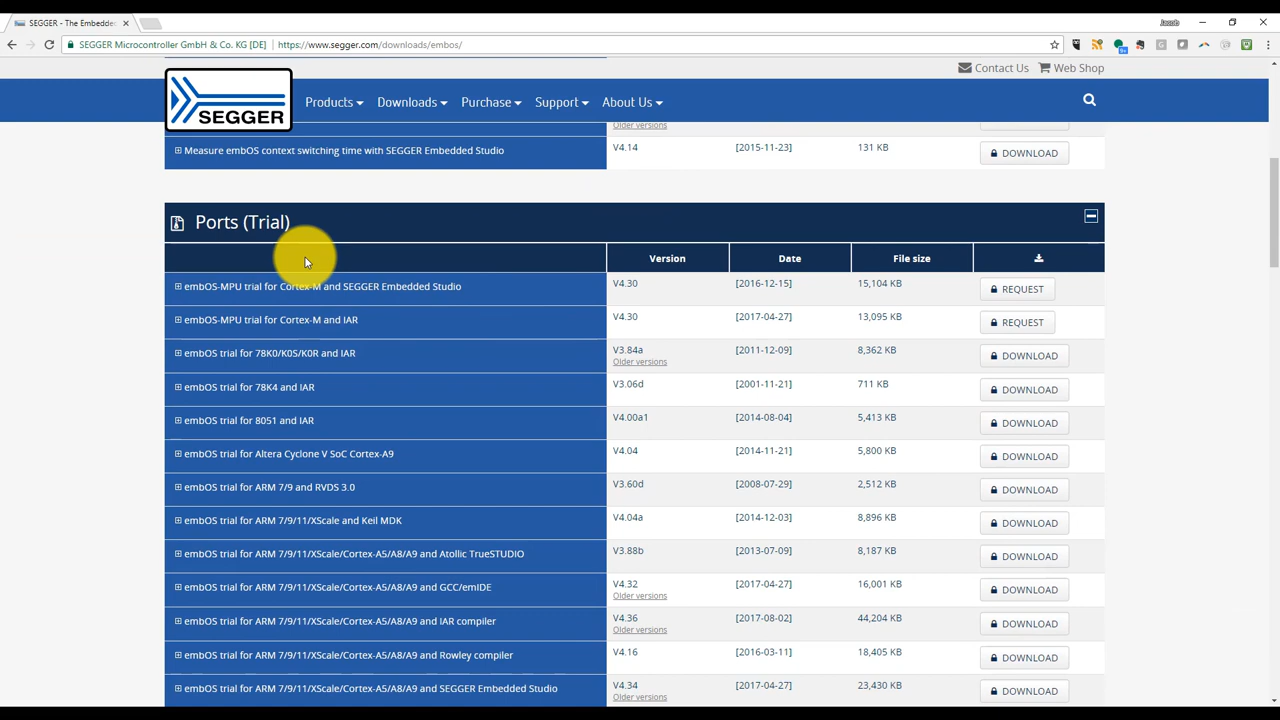 SEGGER - The Embedde
Jacob
SEGGER Microcontroller GmbH & Co. KG [DE]
https://www.segger.com/downloads/embos/
Contact Us
Web Shop
SEGGER
Products
Downloads
Purchase
Support
About Us
Older versions
Measure embOS context switching time with SEGGER Embedded Studio V4.14 [2015-11-23] 131 KB DOWNLOAD
Ports (Trial)
Version Date File size
embOS-MPU trial for Cortex-M and SEGGER Embedded Studio V4.30 [2016-12-15] 15,104 KB REQUEST
embOS-MPU trial for Cortex-M and IAR V4.30 [2017-04-27] 13,095 KB REQUEST
embOS trial for 78K0/K0S/K0R and IAR V3.84a [2011-12-09] 8,362 KB DOWNLOAD
Older versions
embOS trial for 78K4 and IAR V3.06d [2001-11-21] 711 KB DOWNLOAD
embOS trial for 8051 and IAR V4.00a1 [2014-08-04] 5,413 KB DOWNLOAD
embOS trial for Altera Cyclone V SoC Cortex-A9 V4.04 [2014-11-21] 5,800 KB DOWNLOAD
embOS trial for ARM 7/9 and RVDS 3.0 V3.60d [2008-07-29] 2,512 KB DOWNLOAD
embOS trial for ARM 7/9/11/XScale and Keil MDK V4.04a [2014-12-03] 8,896 KB DOWNLOAD
embOS trial for ARM 7/9/11/XScale/Cortex-A5/A8/A9 and Atollic TrueSTUDIO V3.88b [2013-07-09] 8,187 KB DOWNLOAD
embOS trial for ARM 7/9/11/XScale/Cortex-A5/A8/A9 and GCC/emIDE V4.32 [2017-04-27] 16,001 KB DOWNLOAD
Older versions
embOS trial for ARM 7/9/11/XScale/Cortex-A5/A8/A9 and IAR compiler V4.36 [2017-08-02] 44,204 KB DOWNLOAD
Older versions
embOS trial for ARM 7/9/11/XScale/Cortex-A5/A8/A9 and Rowley compiler V4.16 [2016-03-11] 18,405 KB DOWNLOAD
embOS trial for ARM 7/9/11/XScale/Cortex-A5/A8/A9 and SEGGER Embedded Studio V4.34 [2017-04-27] 23,430 KB DOWNLOAD
Older versions